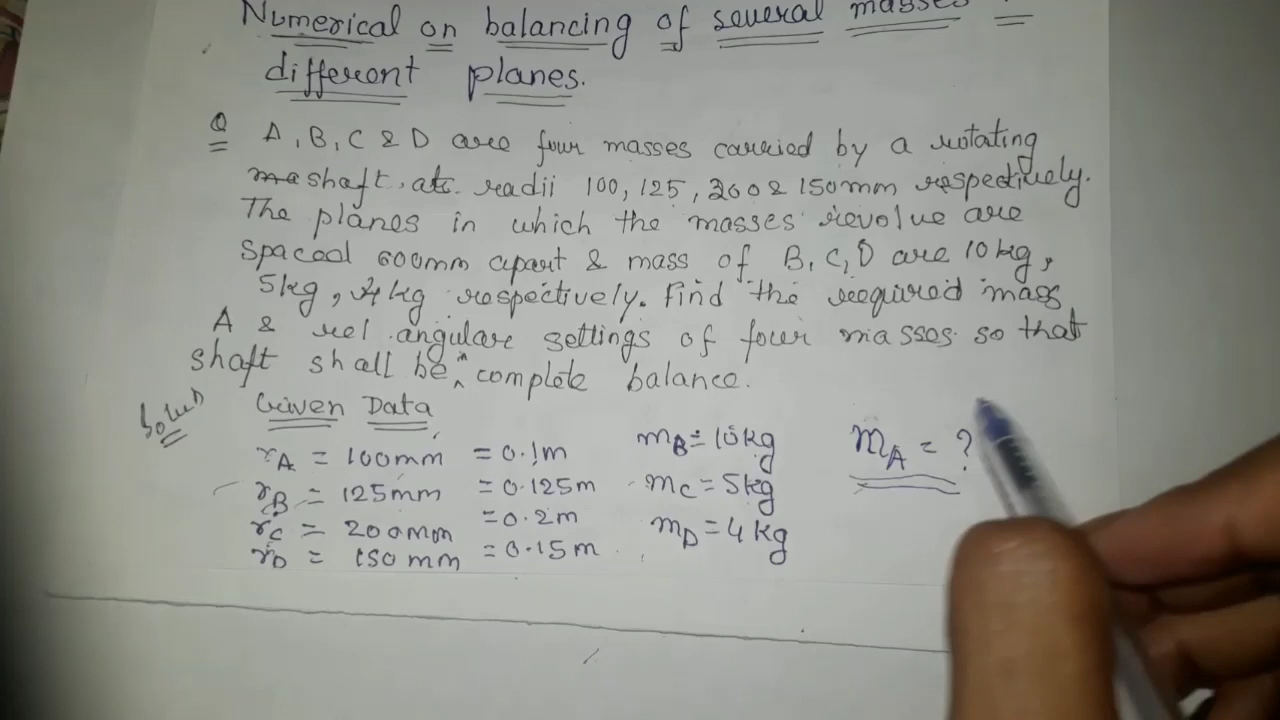 Numerical on balancing of several masses
different planes.
Q A, B, C & D are four masses carried by a rotating
shaft, at radii 100, 125, 200 & 150mm respectively.
The planes in which the masses revolve are
spaced 600mm apart & mass of B, C, D are 10 kg,
5kg, 4kg respectively. Find the required mass
A & rel. angular settings of four masses so that
shaft shall be in complete balance.
Given Data
rA = 100mm = 0.1m mB = 10kg mA = ?
rB = 125mm = 0.125m mC = 5kg
rC = 200mm = 0.2m mD = 4kg
rD = 150mm = 0.15m